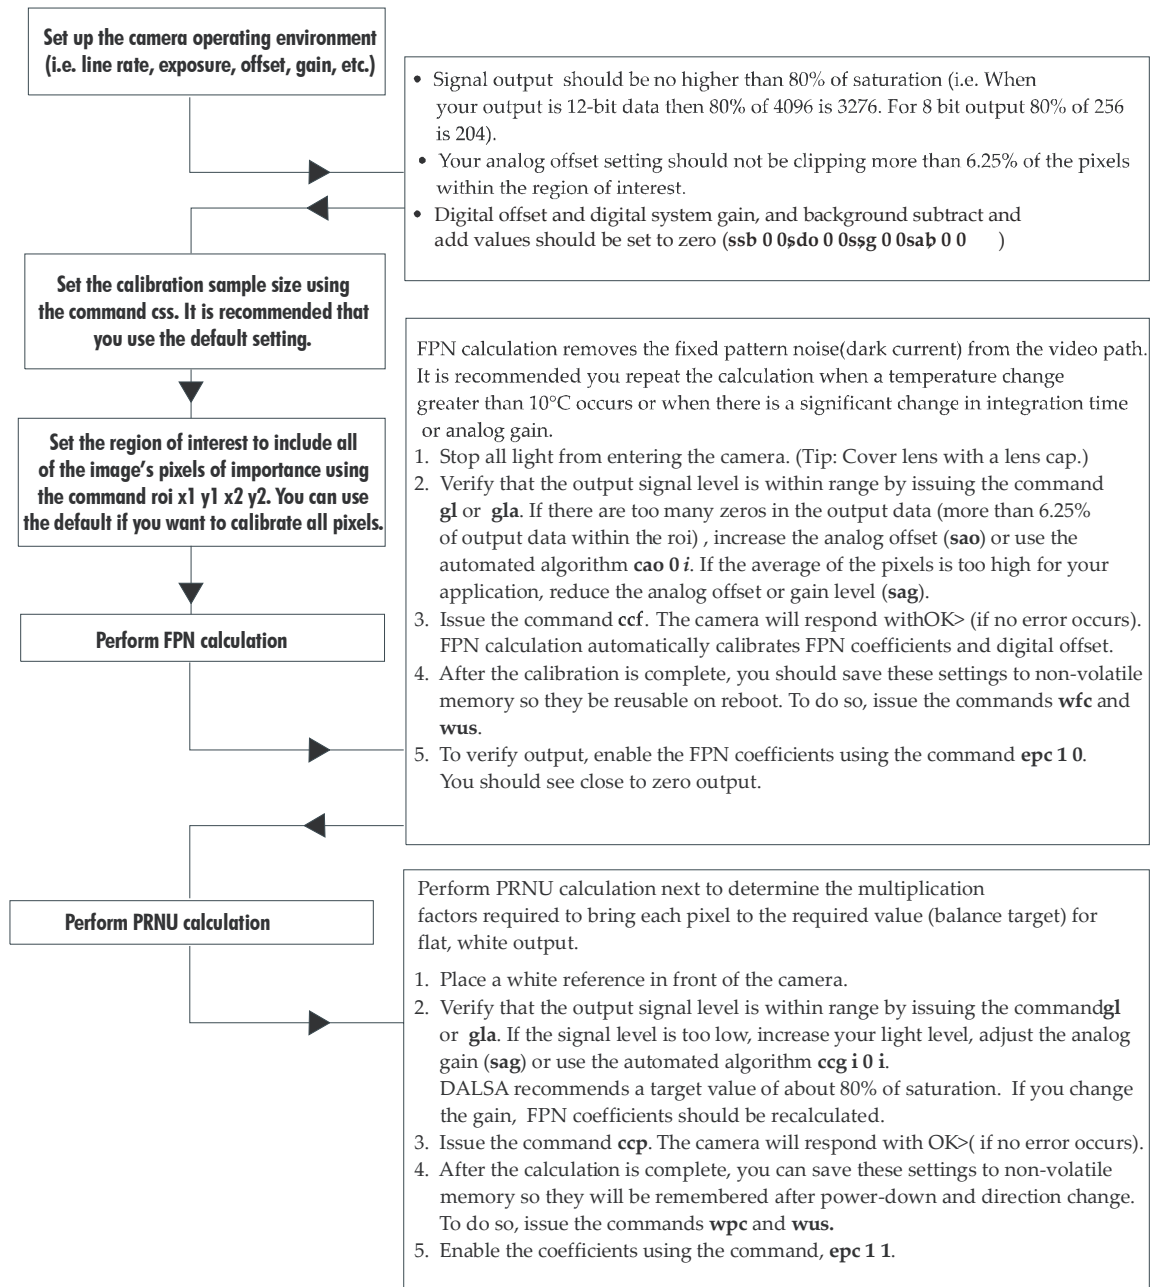 Set up the camera operating environment
(i.e. line rate, exposure, offset, gain, etc.)
• Signal output should be no higher than 80% of saturation (i.e. When
your output is 12-bit data then 80% of 4096 is 3276. For 8 bit output 80% of 256
is 204).
• Your analog offset setting should not be clipping more than 6.25% of the pixels
within the region of interest.
• Digital offset and digital system gain, and background subtract and
add values should be set to zero (ssb 0 0, sdo 0 0, ssg 0 0, sab 0 0 )
Set the calibration sample size using
the command css. It is recommended that
you use the default setting.
Set the region of interest to include all
of the image's pixels of importance using
the command roi x1 y1 x2 y2. You can use
the default if you want to calibrate all pixels.
Perform FPN calculation
FPN calculation removes the fixed pattern noise(dark current) from the video path.
It is recommended you repeat the calculation when a temperature change
greater than 10°C occurs or when there is a significant change in integration time
or analog gain.
1. Stop all light from entering the camera. (Tip: Cover lens with a lens cap.)
2. Verify that the output signal level is within range by issuing the command
gl or gla. If there are too many zeros in the output data (more than 6.25%
of output data within the roi) , increase the analog offset (sao) or use the
automated algorithm cao 0 i. If the average of the pixels is too high for your
application, reduce the analog offset or gain level (sag).
3. Issue the command ccf. The camera will respond withOK> (if no error occurs).
FPN calculation automatically calibrates FPN coefficients and digital offset.
4. After the calibration is complete, you should save these settings to non-volatile
memory so they be reusable on reboot. To do so, issue the commands wfc and
wus.
5. To verify output, enable the FPN coefficients using the command epc 1 0.
You should see close to zero output.
Perform PRNU calculation
Perform PRNU calculation next to determine the multiplication
factors required to bring each pixel to the required value (balance target) for
flat, white output.
1. Place a white reference in front of the camera.
2. Verify that the output signal level is within range by issuing the commandgl
or gla. If the signal level is too low, increase your light level, adjust the analog
gain (sag) or use the automated algorithm ccg i 0 i.
DALSA recommends a target value of about 80% of saturation. If you change
the gain, FPN coefficients should be recalculated.
3. Issue the command ccp. The camera will respond with OK>( if no error occurs).
4. After the calculation is complete, you can save these settings to non-volatile
memory so they will be remembered after power-down and direction change.
To do so, issue the commands wpc and wus.
5. Enable the coefficients using the command, epc 1 1.